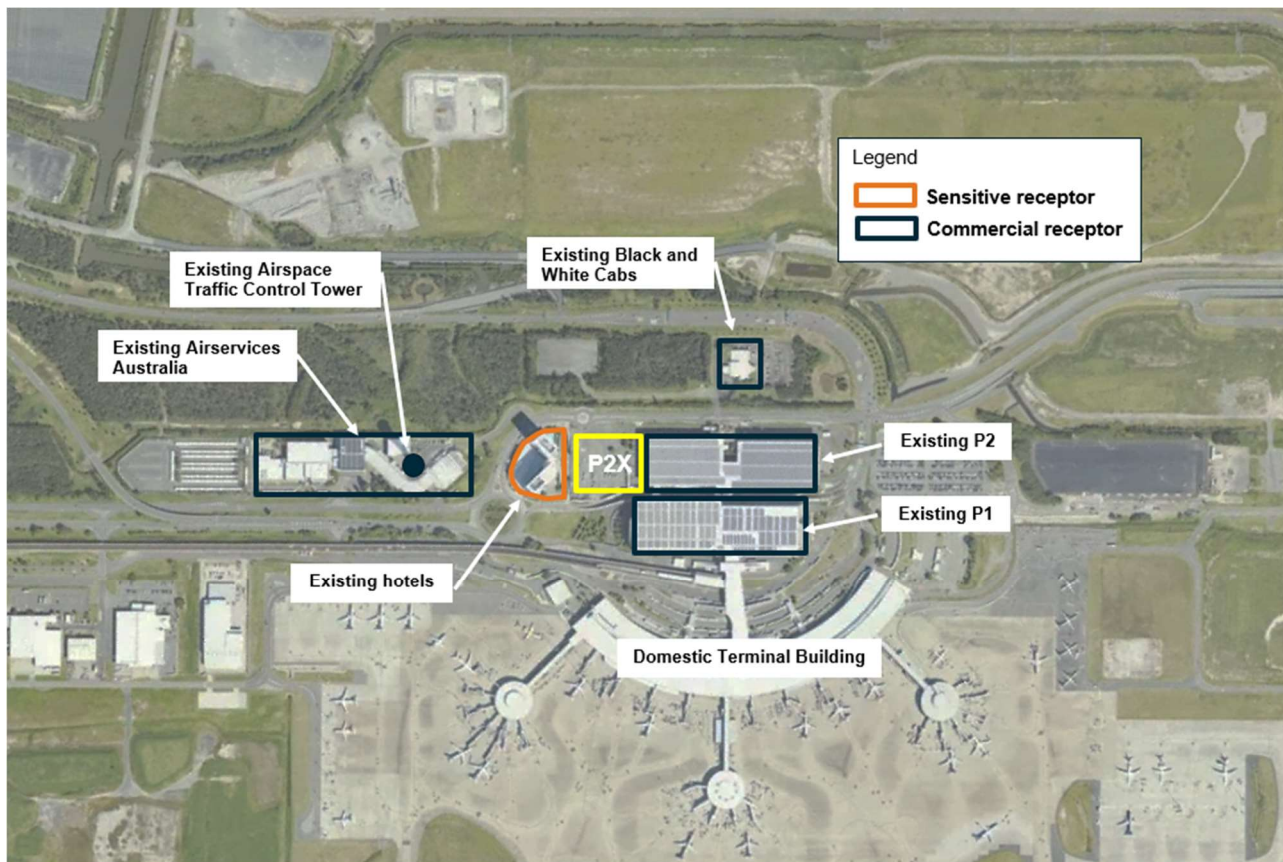 Legend
Sensitive receptor
Commercial receptor
Existing Black and
White Cabs
Existing Airspace
Traffic Control Tower
Existing Airservices
Australia
P2X
Existing P2
Existing P1
Existing hotels
Domestic Terminal Building